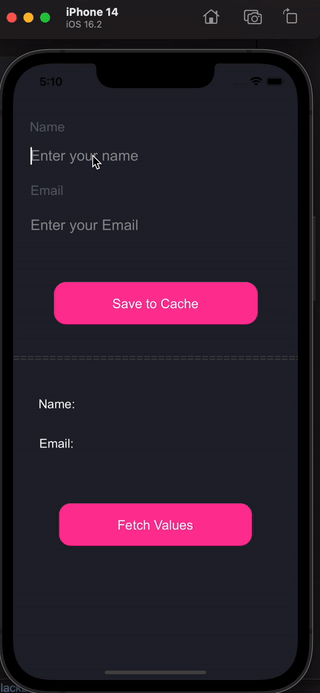 iPhone 14
iOS 16.2
5:10
Name
Enter your name
Email
Enter your Email
Save to Cache
Name:
Email:
Fetch Values